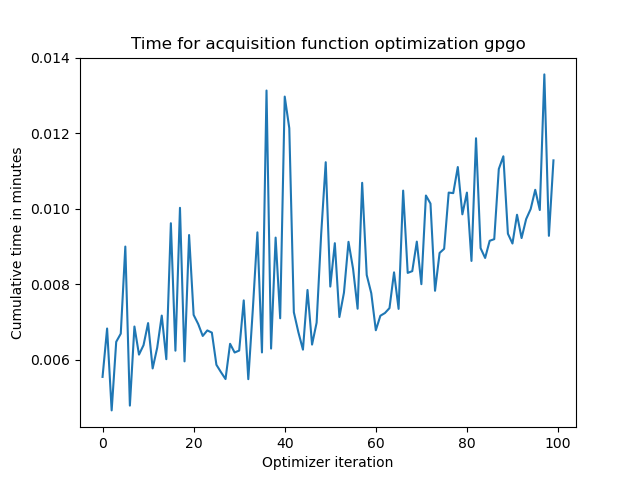 Time for acquisition function optimization gpgo
0.014
0.012
0.010
0.008
0.006
Cumulative time in minutes
0 20 40 60 80 100
Optimizer iteration